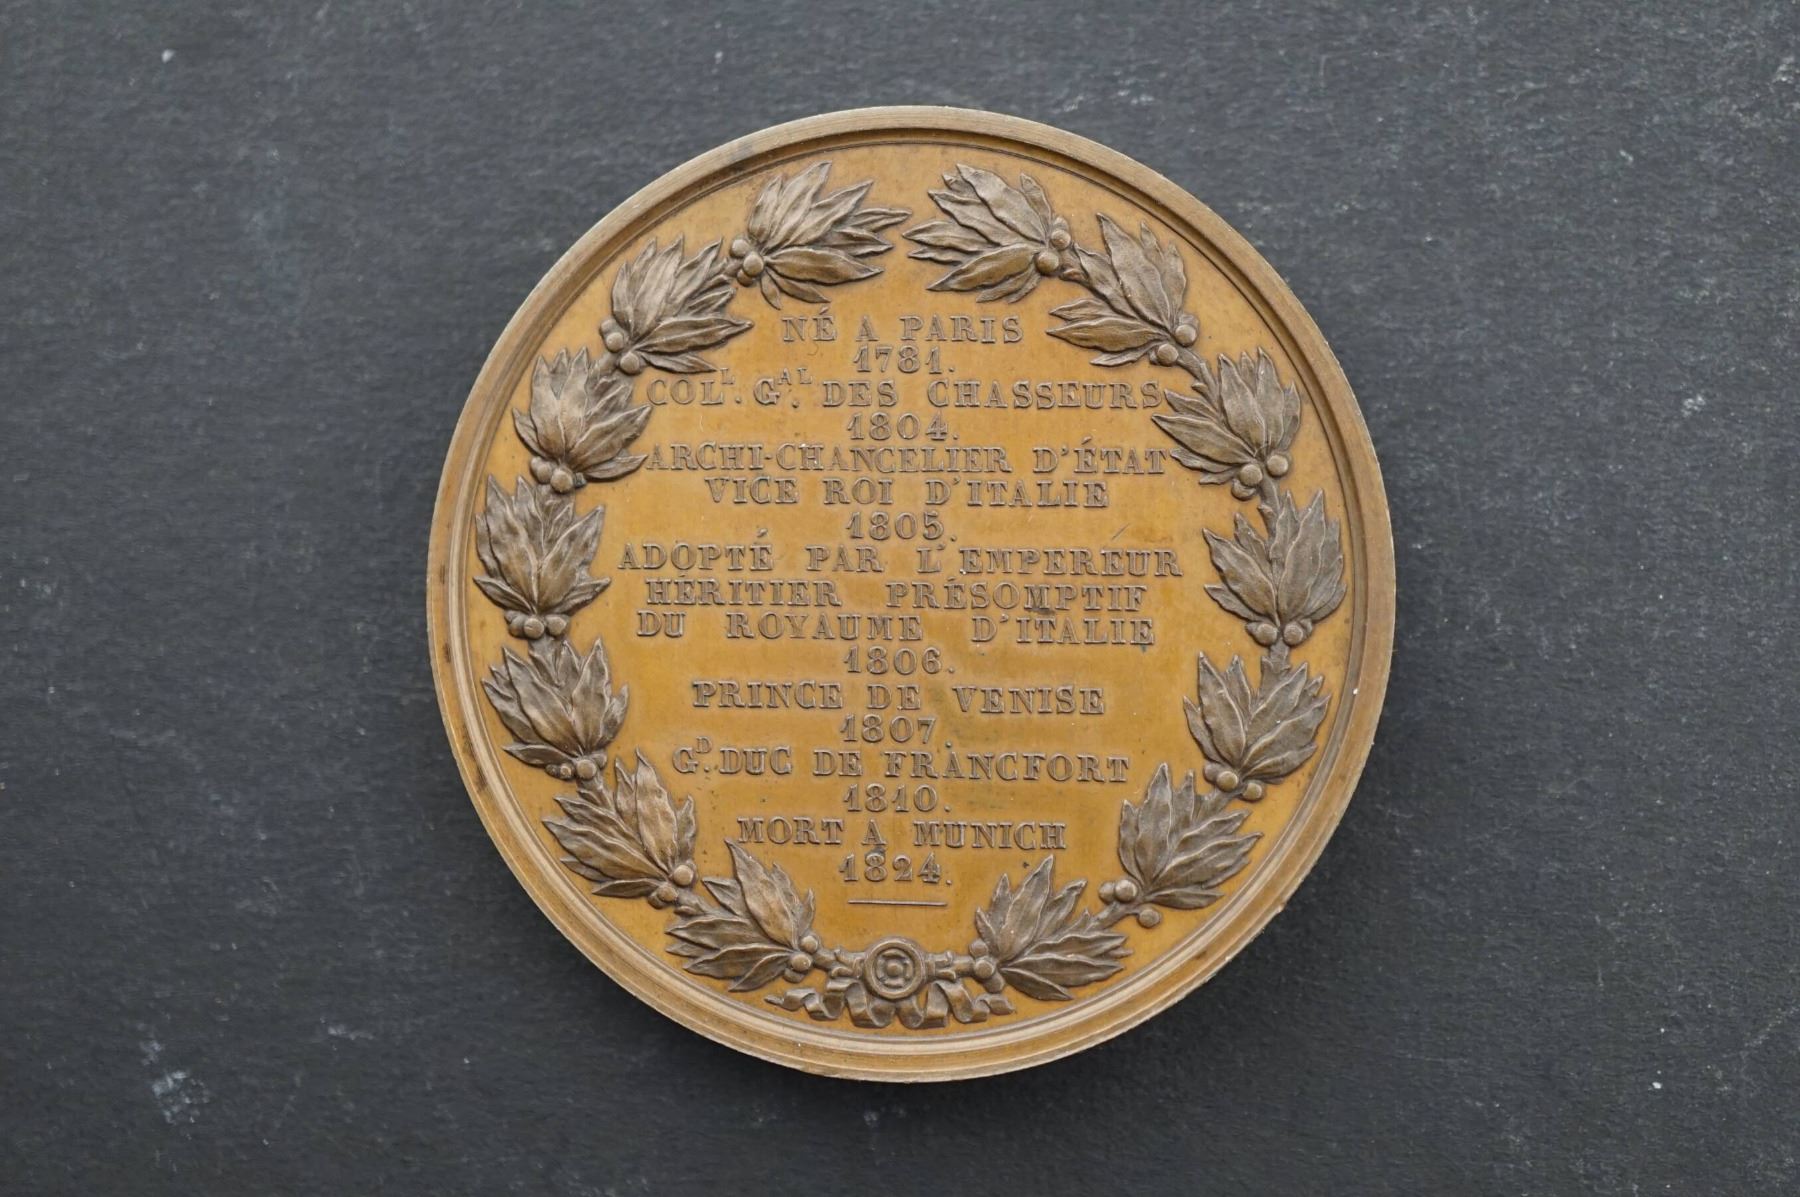 NÉ A PARIS
1781.
COL.L G.AL DES CHASSEURS
1804.
ARCHI-CHANCELIER D'ÉTAT
VICE ROI D'ITALIE
1805.
ADOPTÉ PAR L'EMPEREUR
HÉRITIER PRÉSOMPTIF
DU ROYAUME D'ITALIE
1806.
PRINCE DE VENISE
1807.
G.D DUC DE FRANCFORT
1810.
MORT A MUNICH
1824.